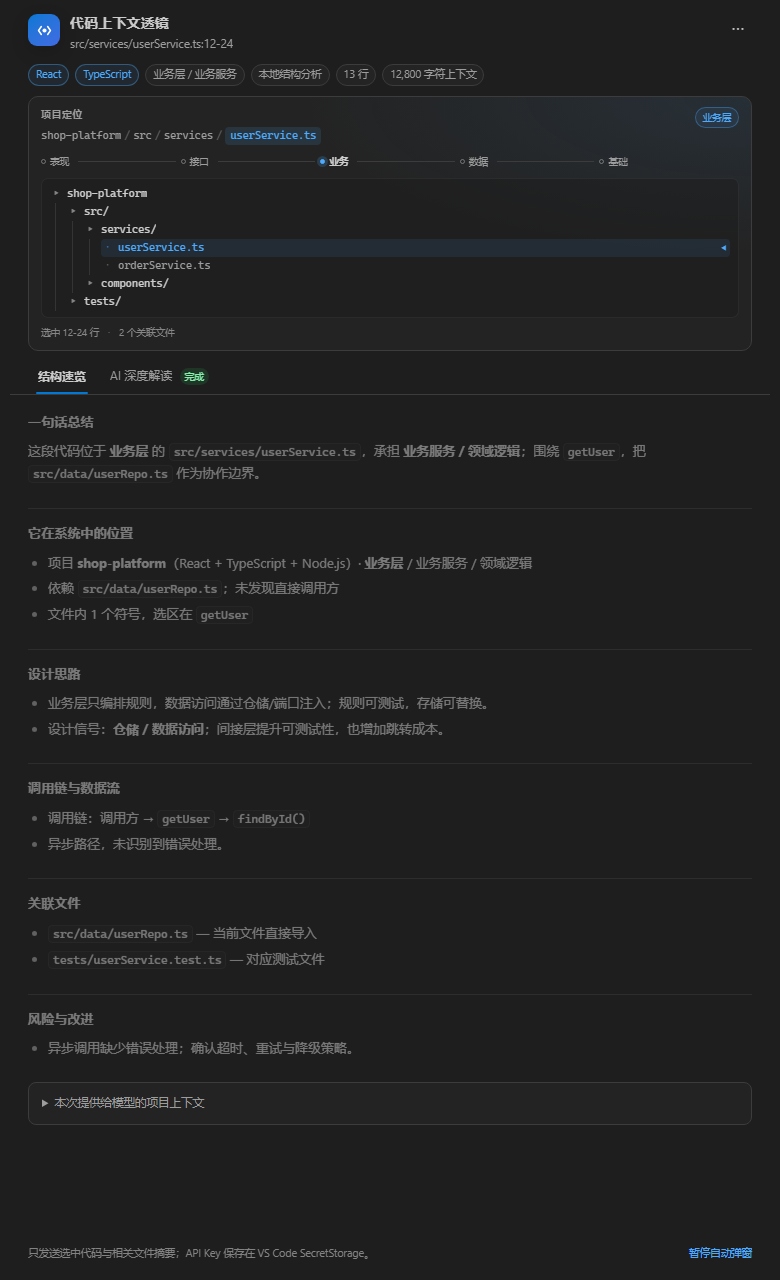 代码上下文透镜
src/services/userService.ts:12-24
React TypeScript 业务层 / 业务服务 本地结构分析 13 行 12,800 字符上下文
项目定位
业务层
shop-platform / src / services / userService.ts
表现 接口 业务 数据 基础
shop-platform
src/
services/
userService.ts
orderService.ts
components/
tests/
选中 12-24 行 · 2 个关联文件
结构速览 AI 深度解读 完成
一句话总结
这段代码位于 业务层 的 src/services/userService.ts，承担 业务服务 / 领域逻辑；围绕 getUser，把
src/data/userRepo.ts 作为协作边界。
它在系统中的位置
项目 shop-platform（React + TypeScript + Node.js）· 业务层 / 业务服务 / 领域逻辑
依赖 src/data/userRepo.ts；未发现直接调用方
文件内 1 个符号，选区在 getUser
设计思路
业务层只编排规则，数据访问通过仓储/端口注入；规则可测试，存储可替换。
设计信号：仓储 / 数据访问；间接层提升可测试性，也增加跳转成本。
调用链与数据流
调用链：调用方 → getUser → findById()
异步路径，未识别到错误处理。
关联文件
src/data/userRepo.ts — 当前文件直接导入
tests/userService.test.ts — 对应测试文件
风险与改进
异步调用缺少错误处理；确认超时、重试与降级策略。
本次提供给模型的项目上下文
只发送选中代码与相关文件摘要；API Key 保存在 VS Code SecretStorage。
暂停自动弹窗